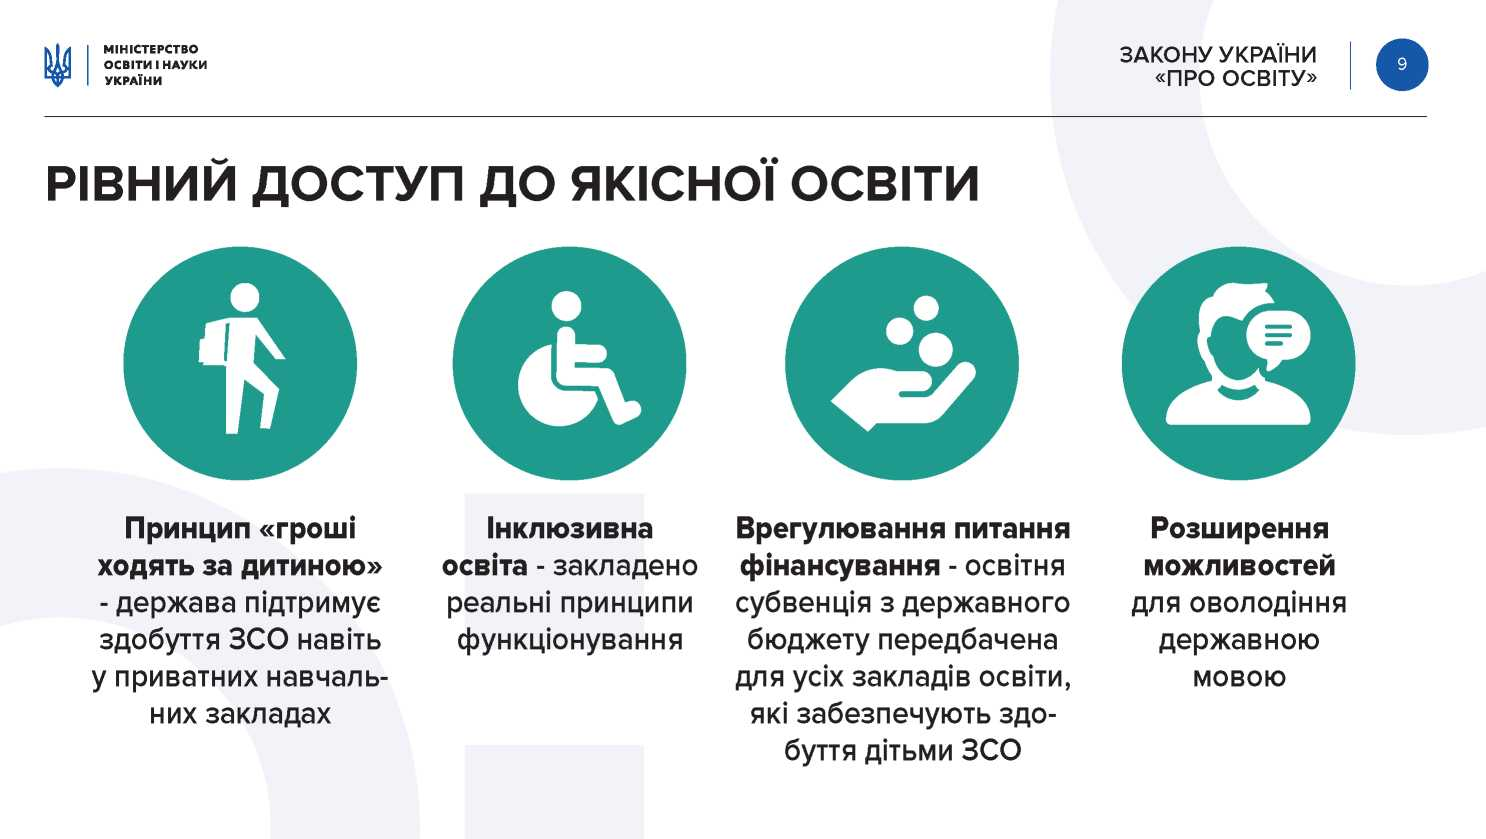 МІНІСТЕРСТВО
ОСВІТИ І НАУКИ
УКРАЇНИ
ЗАКОНУ УКРАЇНИ
«ПРО ОСВІТУ»
9
РІВНИЙ ДОСТУП ДО ЯКІСНОЇ ОСВІТИ
Принцип «гроші
ходять за дитиною»
- держава підтримує
здобуття ЗСО навіть
у приватних навчаль-
них закладах
Інклюзивна
освіта - закладено
реальні принципи
функціонування
Врегулювання питання
фінансування - освітня
субвенція з державного
бюджету передбачена
для усіх закладів освіти,
які забезпечують здо-
буття дітьми ЗСО
Розширення
можливостей
для оволодіння
державною
мовою